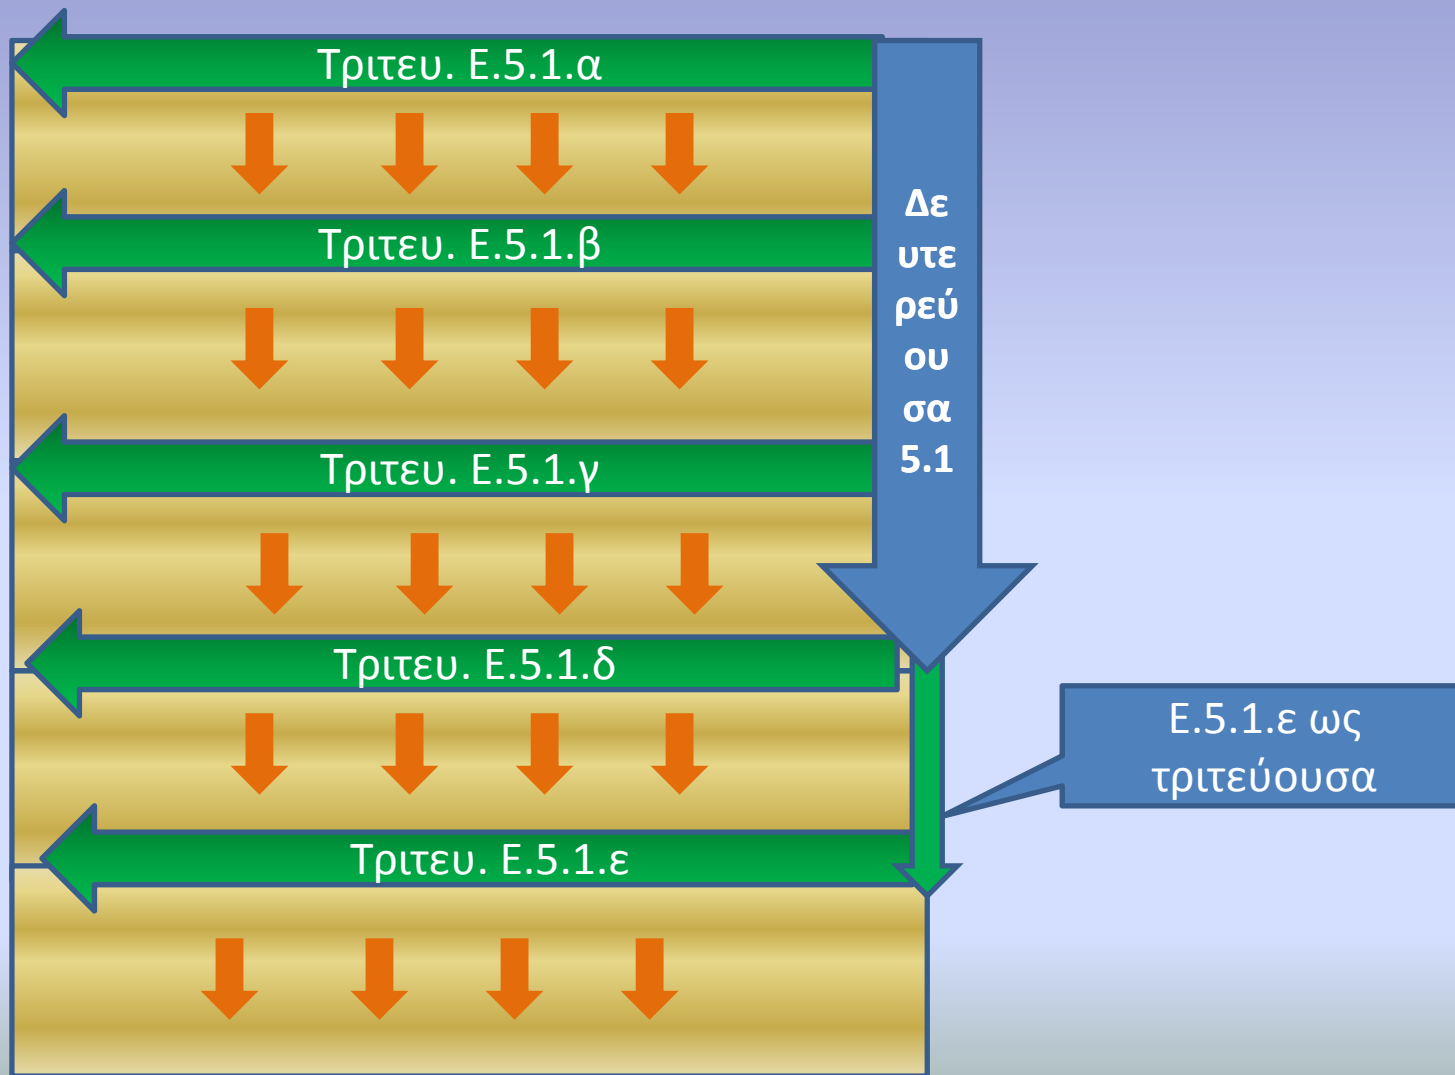 Τριτευ. Ε.5.1.α
Τριτευ. Ε.5.1.β
Τριτευ. Ε.5.1.γ
Τριτευ. Ε.5.1.δ
Τριτευ. Ε.5.1.ε
Δε
υτε
ρεύ
ου
σα
5.1
Ε.5.1.ε ως
τριτεύουσα